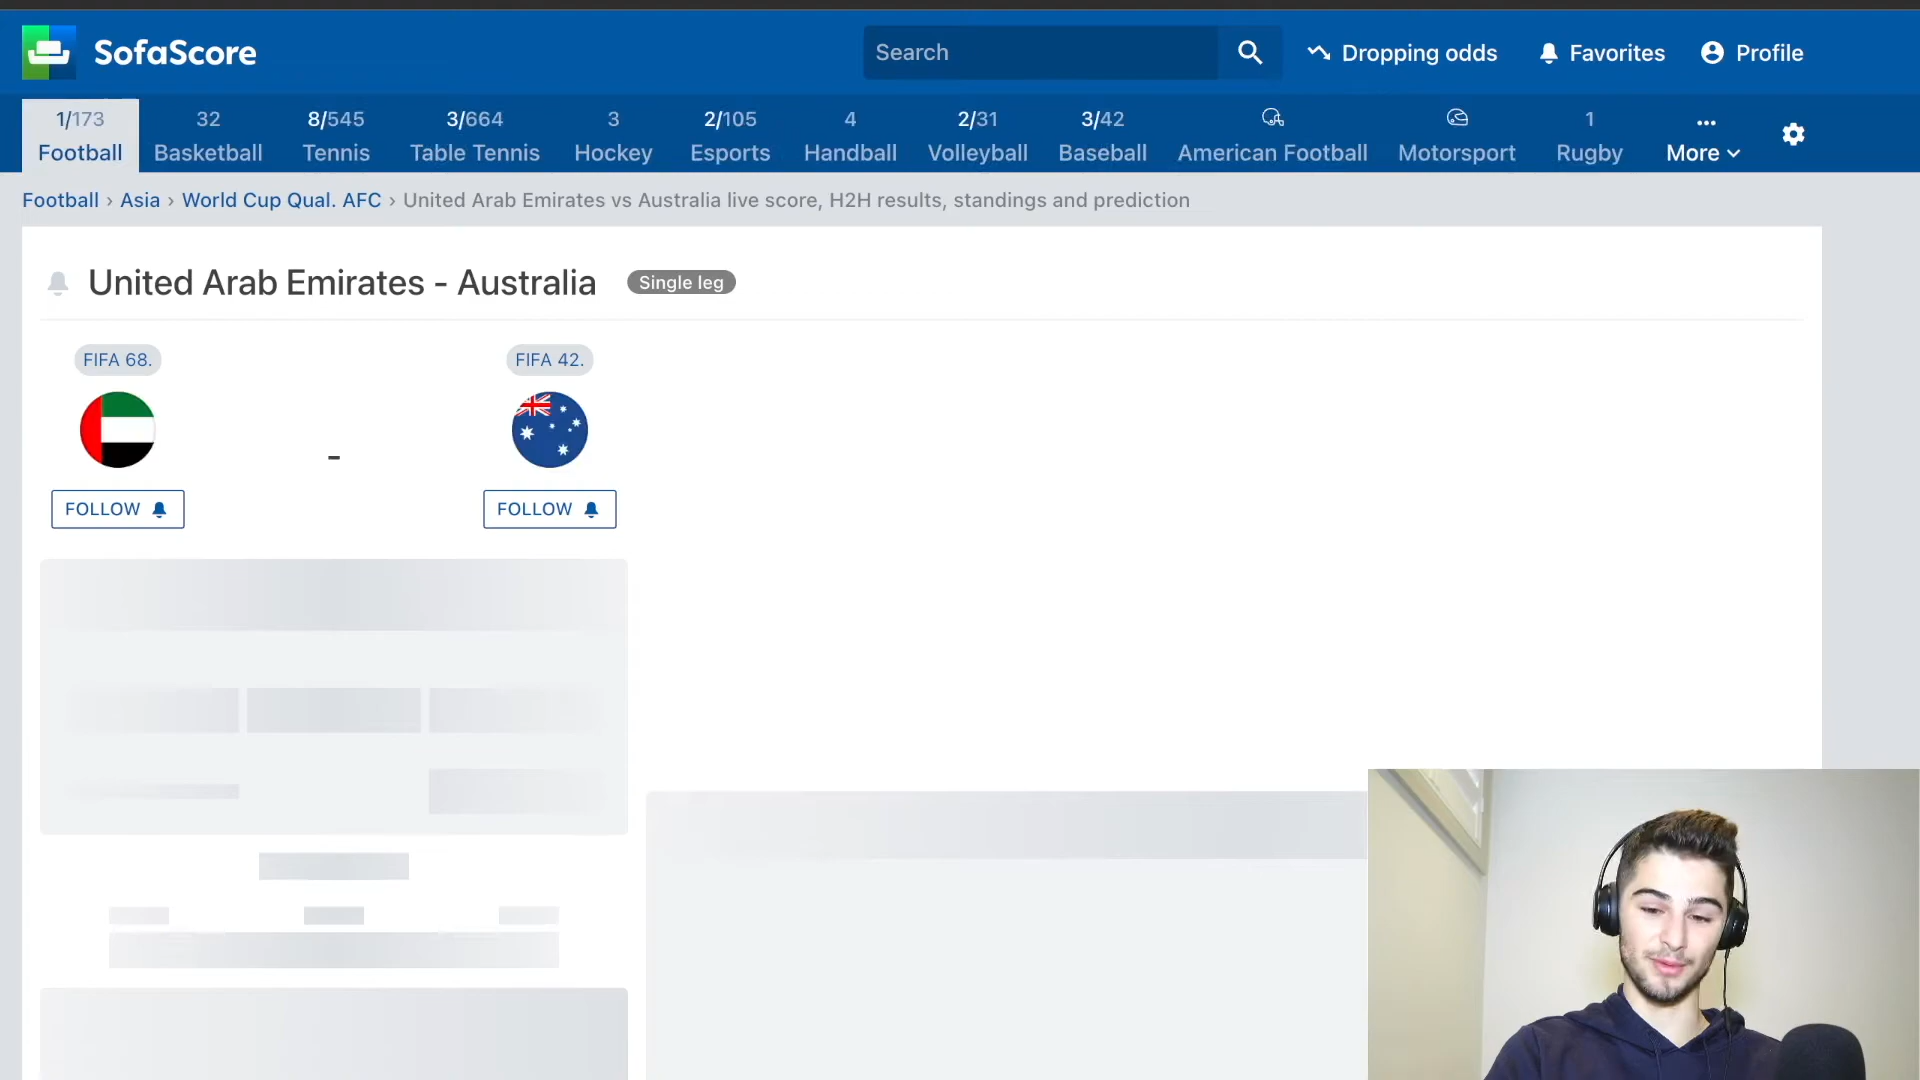 SofaScore
Search
Dropping odds
Favorites
Profile
1/173
Football
32
Basketball
8/545
Tennis
3/664
Table Tennis
3
Hockey
2/105
Esports
4
Handball
2/31
Volleyball
3/42
Baseball
American Football
Motorsport
1
Rugby
...
More
Football › Asia › World Cup Qual. AFC › United Arab Emirates vs Australia live score, H2H results, standings and prediction
United Arab Emirates - Australia
Single leg
FIFA 68.
FIFA 42.
-
FOLLOW
FOLLOW